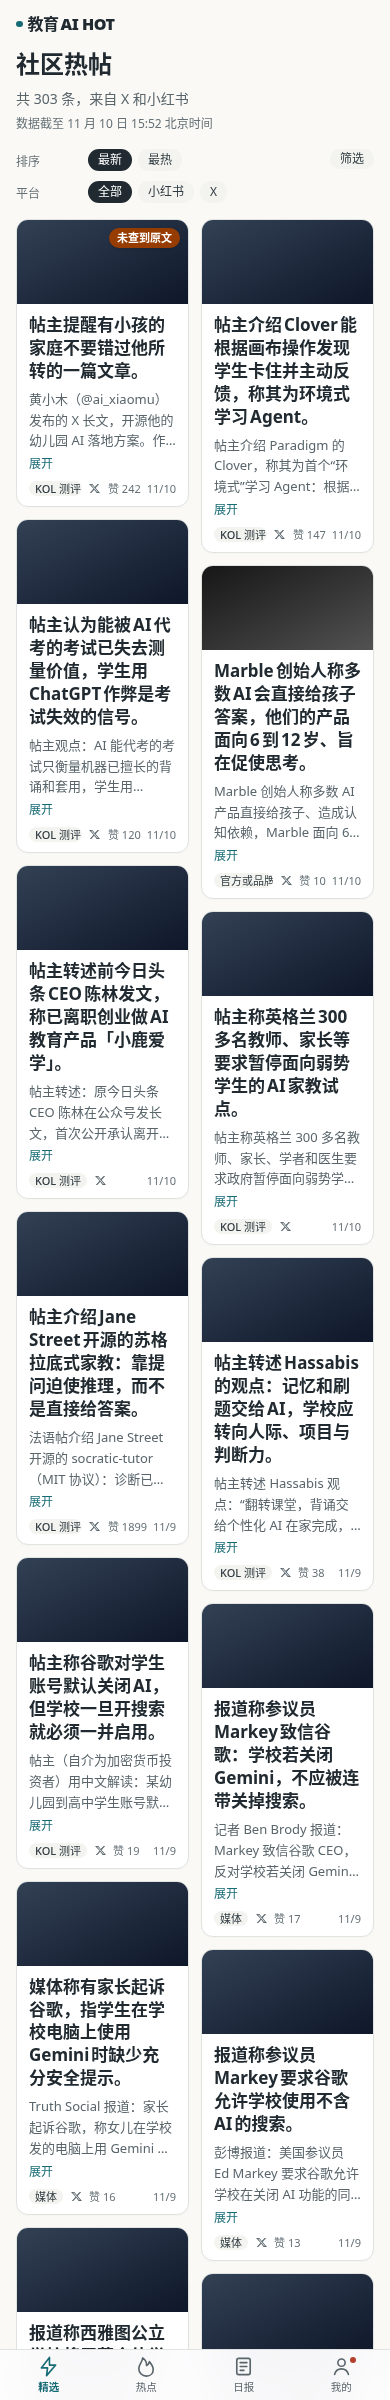 教育 AI HOT
社区热帖
共 303 条，来自 X 和小红书
数据截至 11 月 10 日 15:52 北京时间
排序 最新 最热 筛选
平台 全部 小红书 X
未查到原文
帖主提醒有小孩的
家庭不要错过他所
转的一篇文章。
黄小木（@ai_xiaomu）
发布的 X 长文，开源他的
幼儿园 AI 落地方案。作...
展开
KOL 测评 赞 242 11/10
帖主认为能被 AI 代
考的考试已失去测
量价值，学生用
ChatGPT 作弊是考
试失效的信号。
帖主观点：AI 能代考的考
试只衡量机器已擅长的背
诵和套用，学生用...
展开
KOL 测评 赞 120 11/10
帖主转述前今日头
条 CEO 陈林发文，
称已离职创业做 AI
教育产品「小鹿爱
学」。
帖主转述：原今日头条
CEO 陈林在公众号发长
文，首次公开承认离开...
展开
KOL 测评 11/10
帖主介绍 Jane
Street 开源的苏格
拉底式家教：靠提
问迫使推理，而不
是直接给答案。
法语帖介绍 Jane Street
开源的 socratic-tutor
（MIT 协议）：诊断已...
展开
KOL 测评 赞 1899 11/9
帖主称谷歌对学生
账号默认关闭 AI，
但学校一旦开搜索
就必须一并启用。
帖主（自介为加密货币投
资者）用中文解读：某幼
儿园到高中学生账号默...
展开
KOL 测评 赞 19 11/9
媒体称有家长起诉
谷歌，指学生在学
校电脑上使用
Gemini 时缺少充
分安全提示。
Truth Social 报道：家长
起诉谷歌，称女儿在学校
发的电脑上用 Gemini ...
展开
媒体 赞 16 11/9
报道称西雅图公立
帖主介绍 Clover 能
根据画布操作发现
学生卡住并主动反
馈，称其为环境式
学习 Agent。
帖主介绍 Paradigm 的
Clover，称其为首个“环
境式”学习 Agent：根据...
展开
KOL 测评 赞 147 11/10
Marble 创始人称多
数 AI 会直接给孩子
答案，他们的产品
面向 6 到 12 岁、旨
在促使思考。
Marble 创始人称多数 AI
产品直接给孩子、造成认
知依赖，Marble 面向 6...
展开
官方或品牌 赞 10 11/10
帖主称英格兰 300
多名教师、家长等
要求暂停面向弱势
学生的 AI 家教试
点。
帖主称英格兰 300 多名教
师、家长、学者和医生要
求政府暂停面向弱势学...
展开
KOL 测评 11/10
帖主转述 Hassabis
的观点：记忆和刷
题交给 AI，学校应
转向人际、项目与
判断力。
帖主转述 Hassabis 观
点：“翻转课堂，背诵交
给个性化 AI 在家完成，...
展开
KOL 测评 赞 38 11/9
报道称参议员
Markey 致信谷
歌：学校若关闭
Gemini，不应被连
带关掉搜索。
记者 Ben Brody 报道：
Markey 致信谷歌 CEO，
反对学校若关闭 Gemin...
展开
媒体 赞 17 11/9
报道称参议员
Markey 要求谷歌
允许学校使用不含
AI 的搜索。
彭博报道：美国参议员
Ed Markey 要求谷歌允许
学校在关闭 AI 功能的同...
展开
媒体 赞 13 11/9
精选 热点 日报 我的